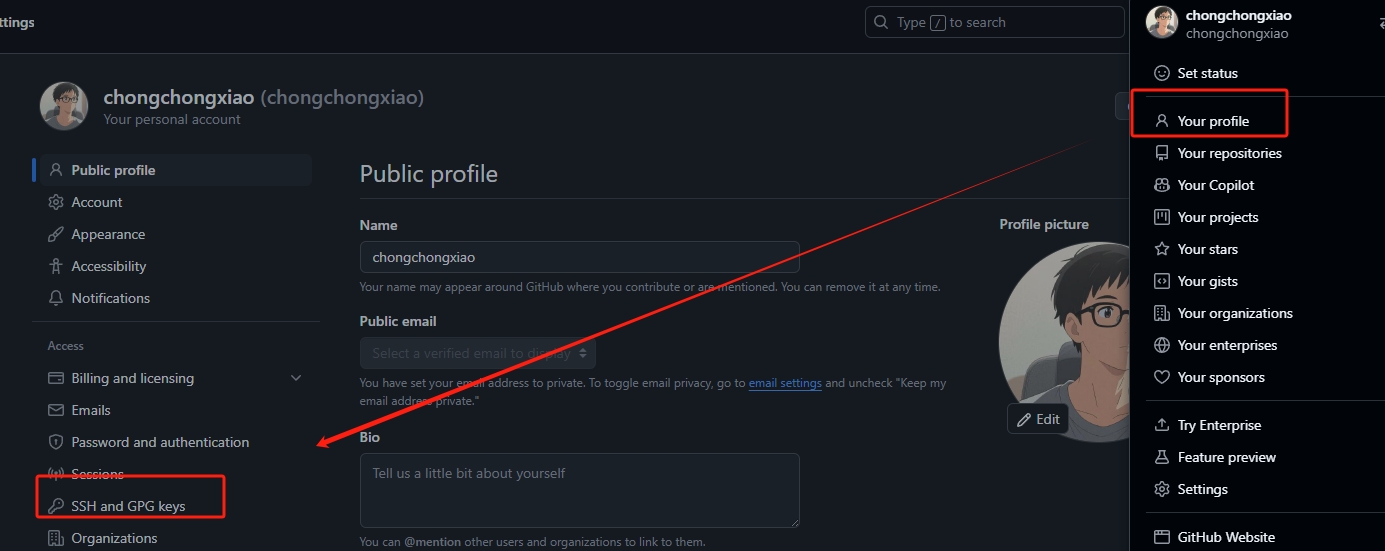 ttings
Type / to search
chongchongxiao (chongchongxiao)
Your personal account
Public profile
Account
Appearance
Accessibility
Notifications
Access
Billing and licensing
Emails
Password and authentication
Sessions
SSH and GPG keys
Organizations
Public profile
Name
chongchongxiao
Your name may appear around GitHub where you contribute or are mentioned. You can remove it at any time.
Public email
Select a verified email to display
You have set your email address to private. To toggle email privacy, go to email settings and uncheck "Keep my
email address private."
Bio
Tell us a little bit about yourself
You can @mention other users and organizations to link to them.
Profile picture
Edit
chongchongxiao
chongchongxiao
Set status
Your profile
Your repositories
Your Copilot
Your projects
Your stars
Your gists
Your organizations
Your enterprises
Your sponsors
Try Enterprise
Feature preview
Settings
GitHub Website